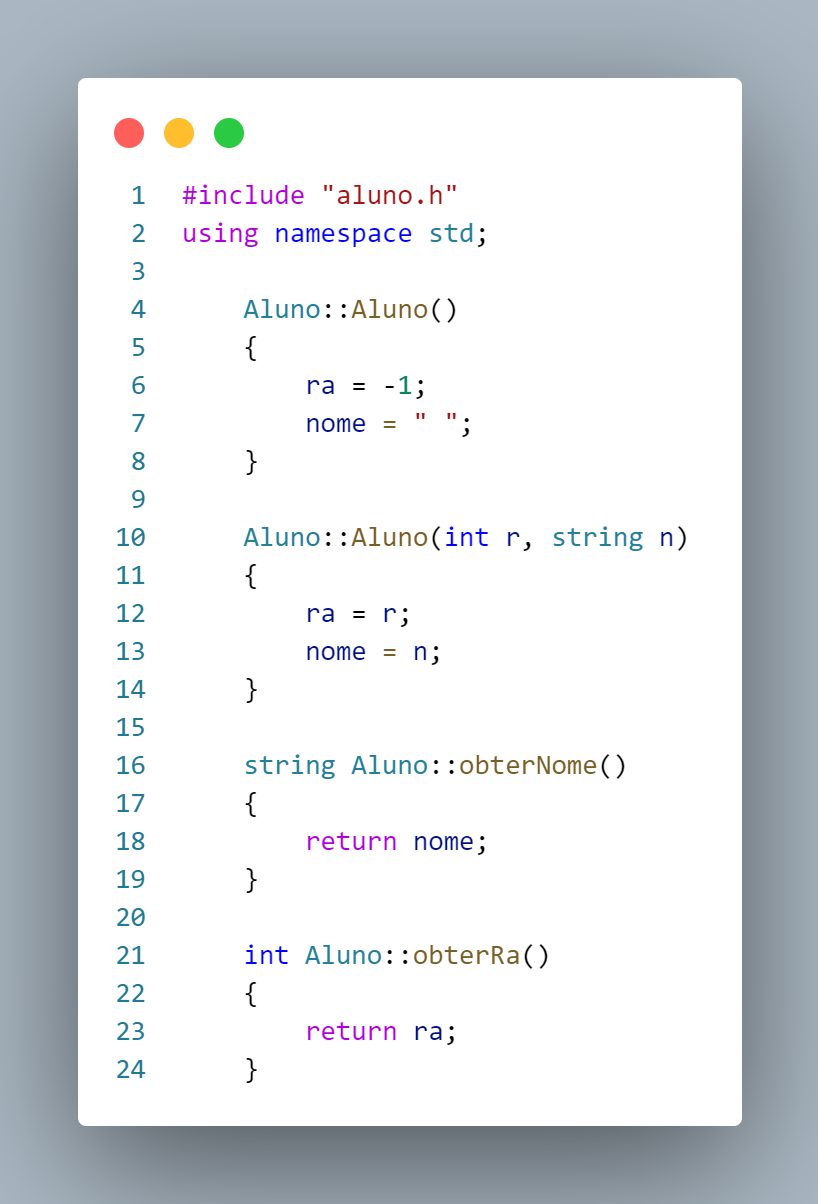 1 #include "aluno.h"
2 using namespace std;
3
4     Aluno::Aluno()
5     {
6         ra = -1;
7         nome = " ";
8     }
9
10     Aluno::Aluno(int r, string n)
11     {
12         ra = r;
13         nome = n;
14     }
15
16     string Aluno::obterNome()
17     {
18         return nome;
19     }
20
21     int Aluno::obterRa()
22     {
23         return ra;
24     }